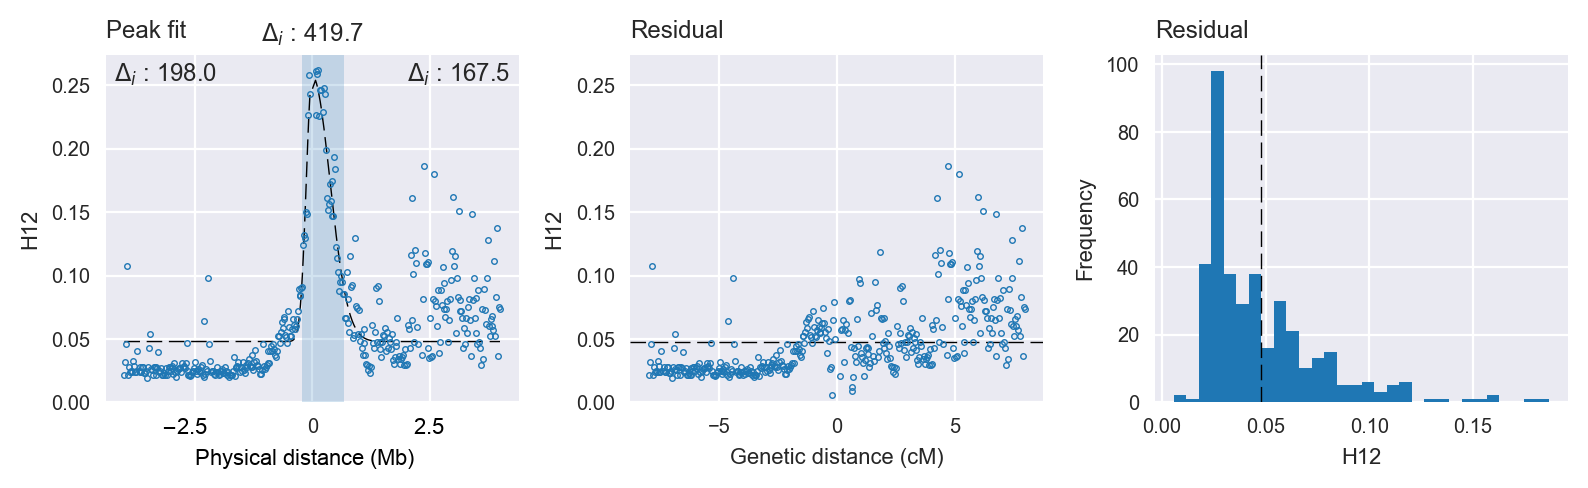 Peak fit
Δi : 419.7
Δi : 198.0
Δi : 167.5
H12
0.25
0.20
0.15
0.10
0.05
0.00
−2.5
0
2.5
Physical distance (Mb)
Residual
H12
0.25
0.20
0.15
0.10
0.05
0.00
−5
0
5
Genetic distance (cM)
Residual
Frequency
100
80
60
40
20
0
0.00
0.05
0.10
0.15
H12